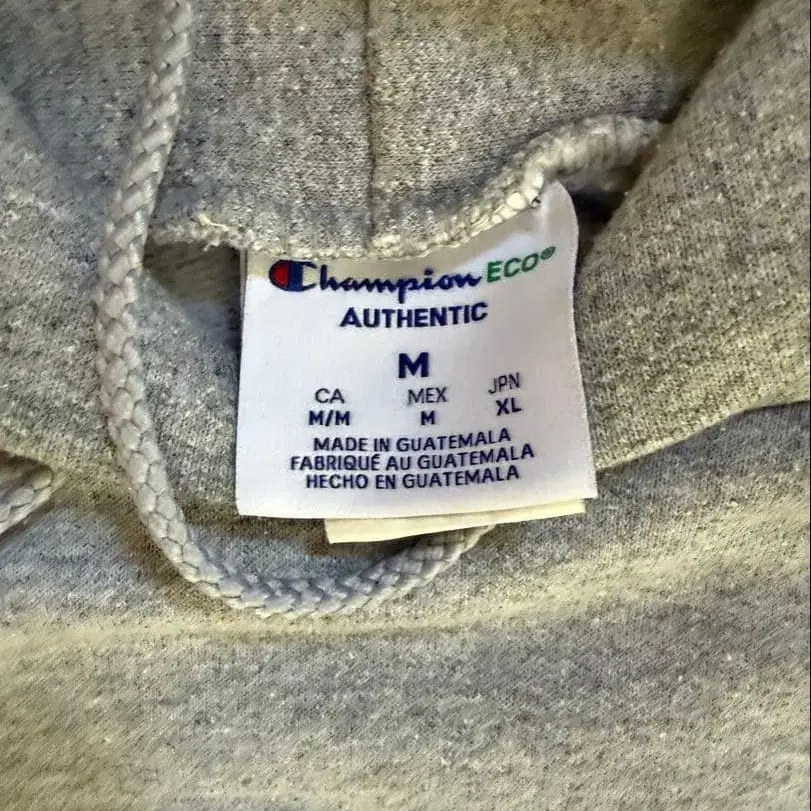 Champion ECO®
AUTHENTIC
M
CA MEX JPN
M/M M XL
MADE IN GUATEMALA
FABRIQUÉ AU GUATEMALA
HECHO EN GUATEMALA